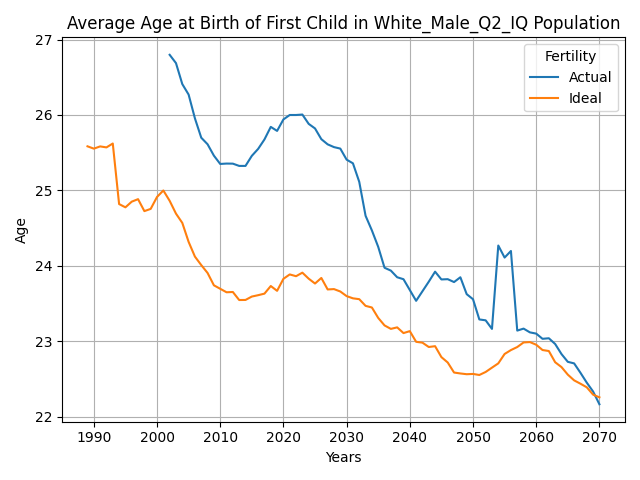 Average Age at Birth of First Child in White_Male_Q2_IQ Population
Fertility
Actual
Ideal
Age
27
26
25
24
23
22
1990 2000 2010 2020 2030 2040 2050 2060 2070
Years